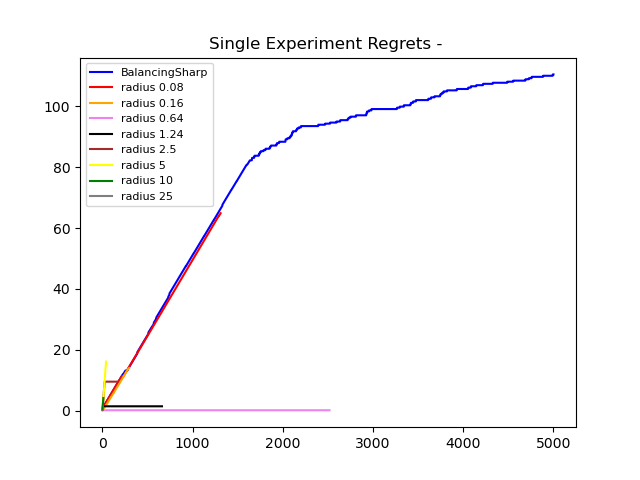 Single Experiment Regrets -
BalancingSharp
radius 0.08
radius 0.16
radius 0.64
radius 1.24
radius 2.5
radius 5
radius 10
radius 25
100
80
60
40
20
0
0 1000 2000 3000 4000 5000